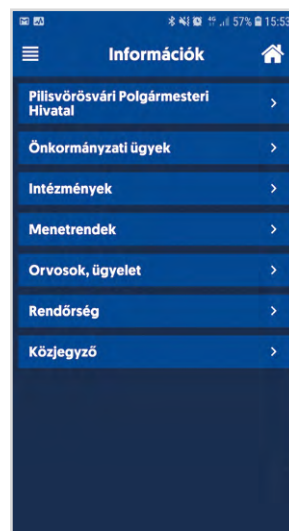 57% 15:53
Információk
Pilisvörösvári Polgármesteri
Hivatal
Önkormányzati ügyek
Intézmények
Menetrendek
Orvosok, ügyelet
Rendőrség
Közjegyző